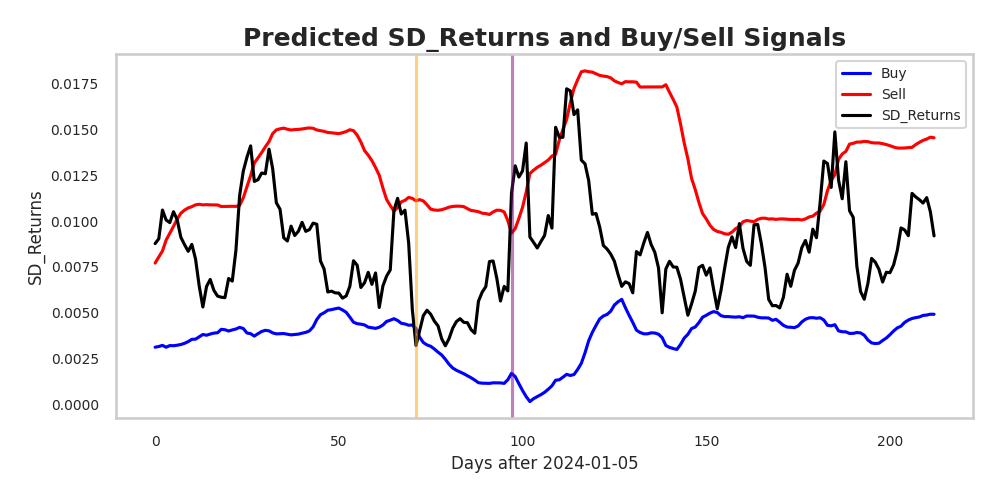 Predicted SD_Returns and Buy/Sell Signals
SD_Returns
0.0175
0.0150
0.0125
0.0100
0.0075
0.0050
0.0025
0.0000
Buy
Sell
SD_Returns
0
50
100
150
200
Days after 2024-01-05